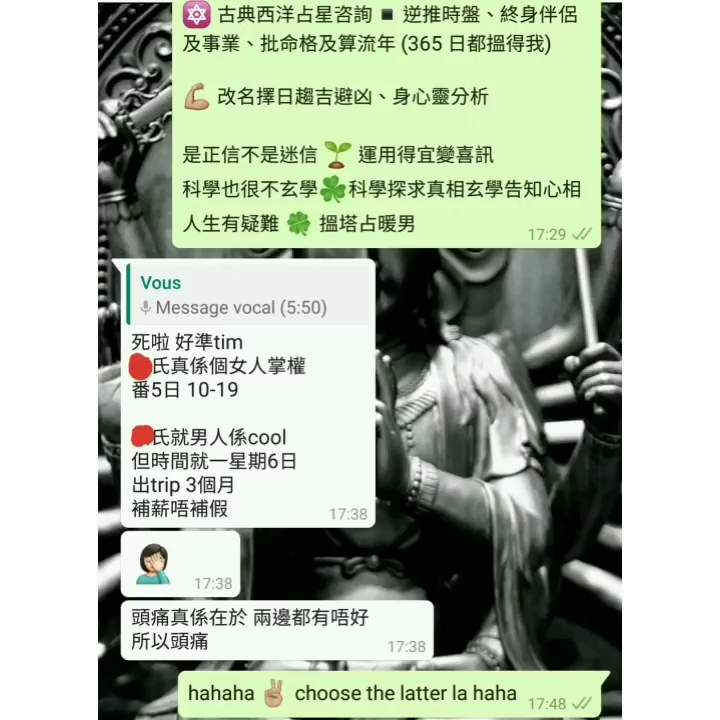 🔯 古典西洋占星咨詢 ◾ 逆推時盤、終身伴侶
及事業、批命格及算流年 (365 日都搵得我)
💪🏼 改名擇日趨吉避凶、身心靈分析
是正信不是迷信 🌱 運用得宜變喜訊
科學也很不玄學🍀科學探求真相玄學告知心相
人生有疑難 🍀 搵塔占暖男
17:29
Vous
Message vocal (5:50)
死啦 好準tim
氏真係個女人掌權
番5日 10-19
氏就男人係cool
但時間就一星期6日
出trip 3個月
補薪唔補假
17:38
🤦🏻‍♀️
17:38
頭痛真係在於 兩邊都有唔好
所以頭痛
17:38
hahaha ✌🏼 choose the latter la haha
17:48